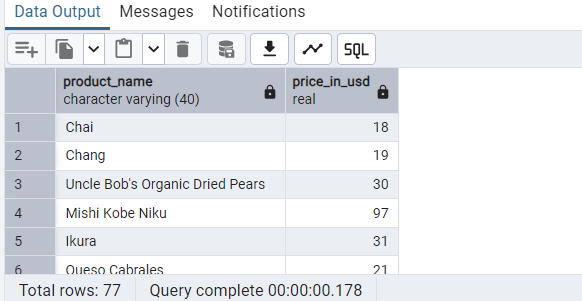 Data Output Messages Notifications
SQL
product_name price_in_usd
character varying (40) real
1 Chai 18
2 Chang 19
3 Uncle Bob's Organic Dried Pears 30
4 Mishi Kobe Niku 97
5 Ikura 31
6 Queso Cabrales 21
Total rows: 77 Query complete 00:00:00.178